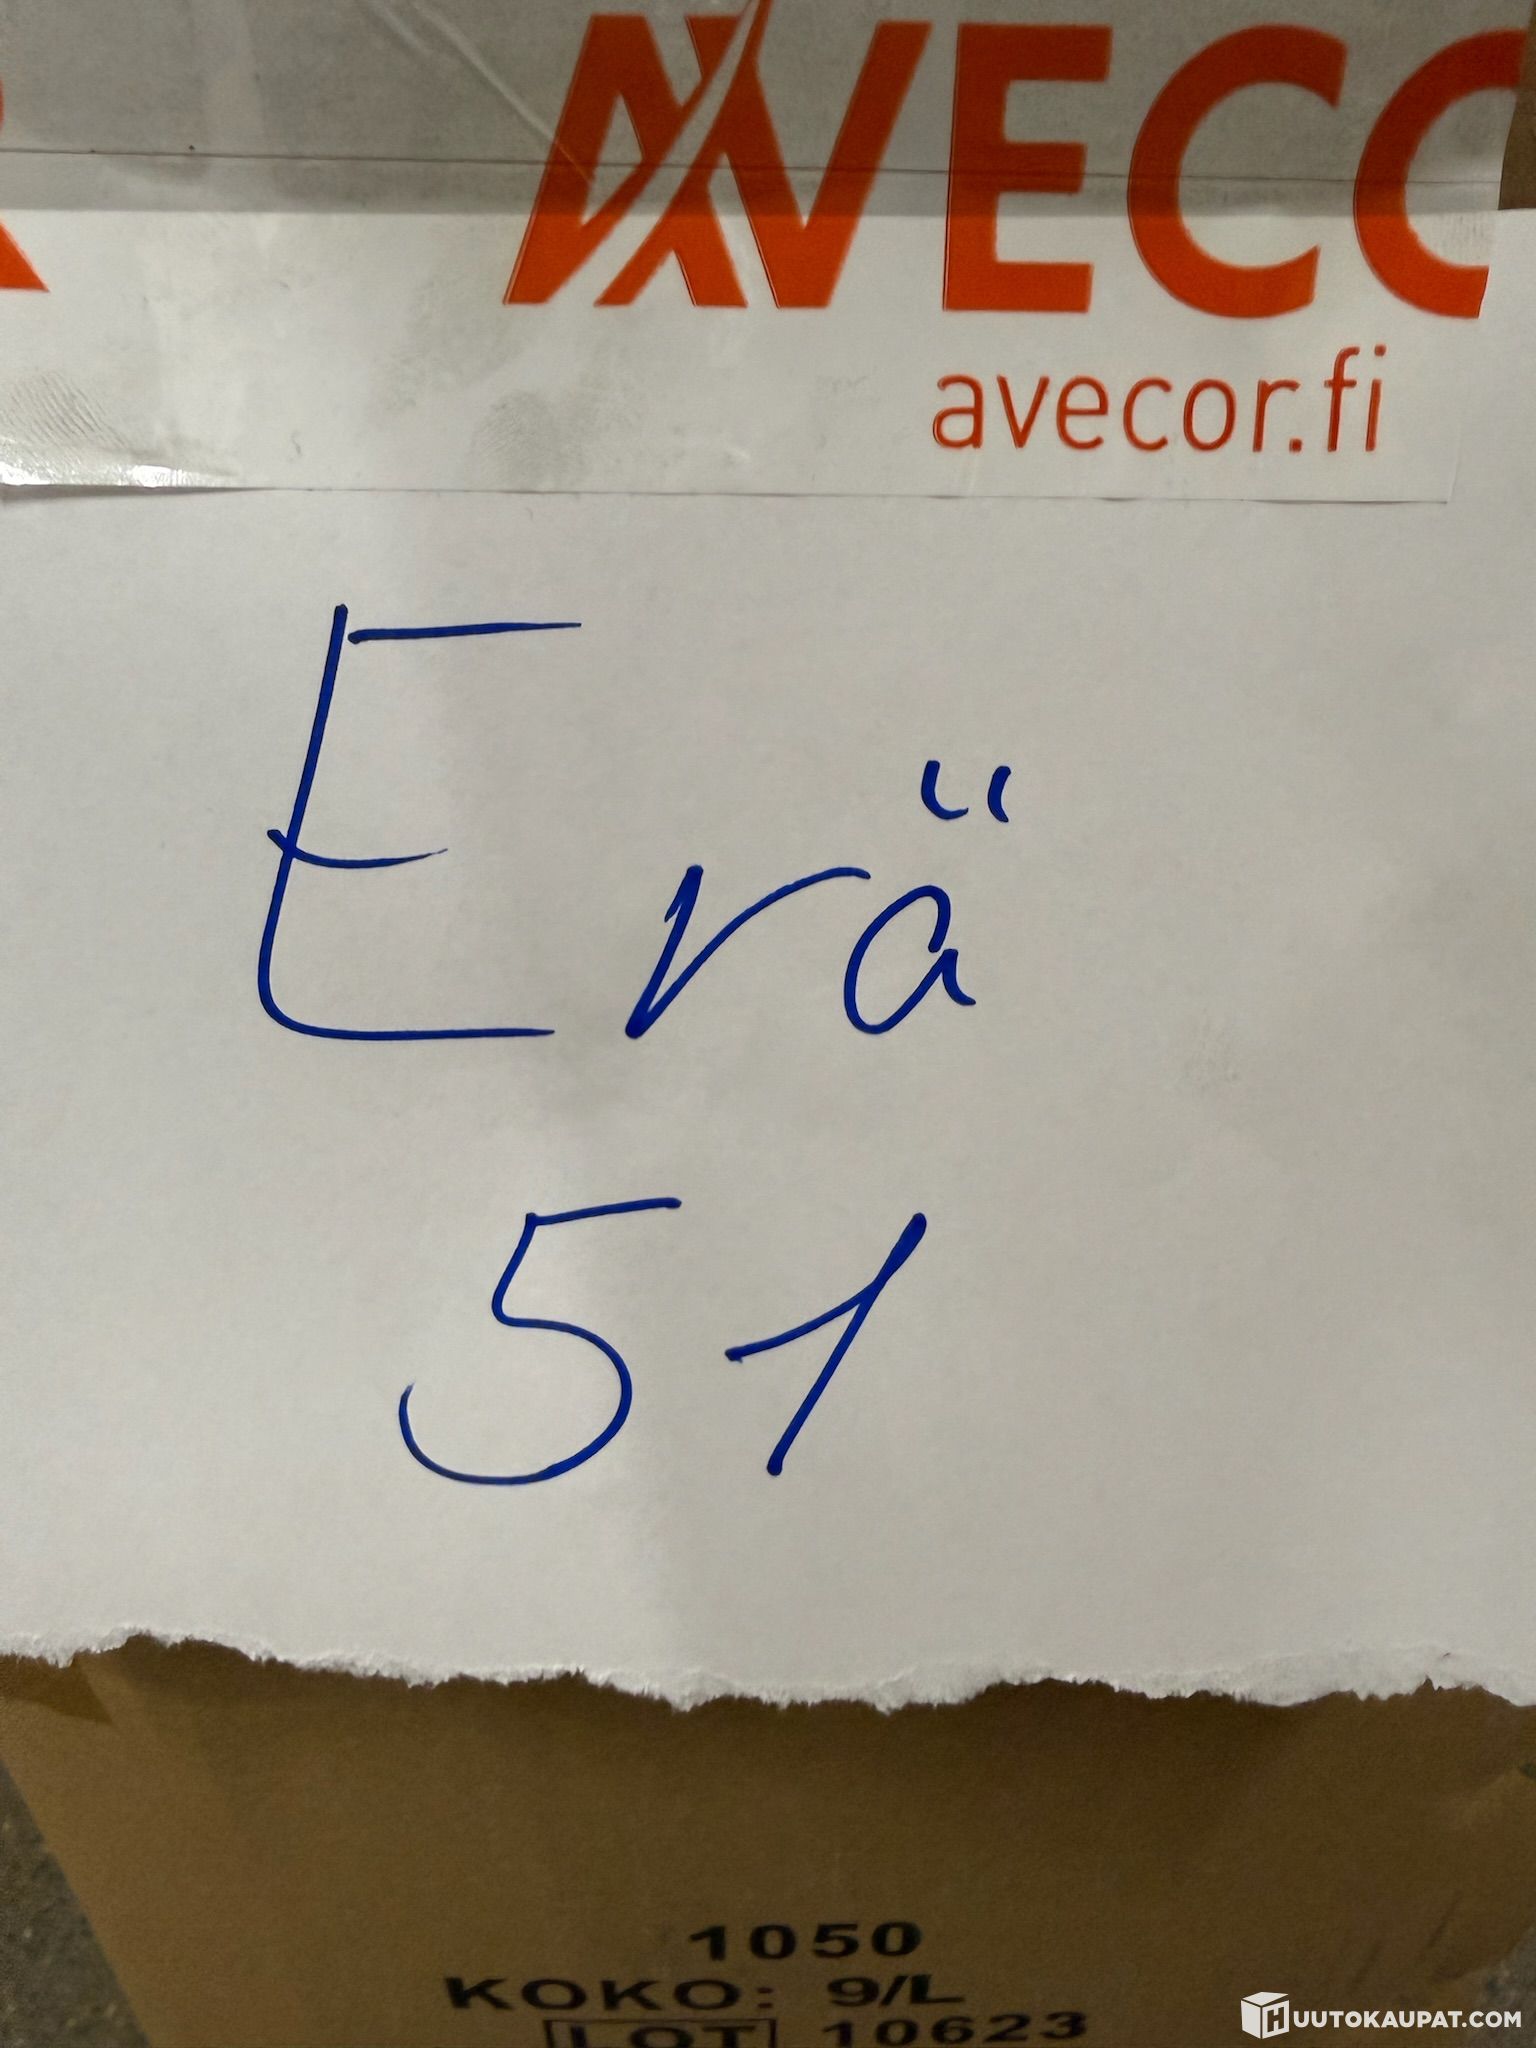 AVECO
avecor.fi
Erä
51
1050
KOKO: 9/L
LOT 10623
HUUTOKAUPAT.COM